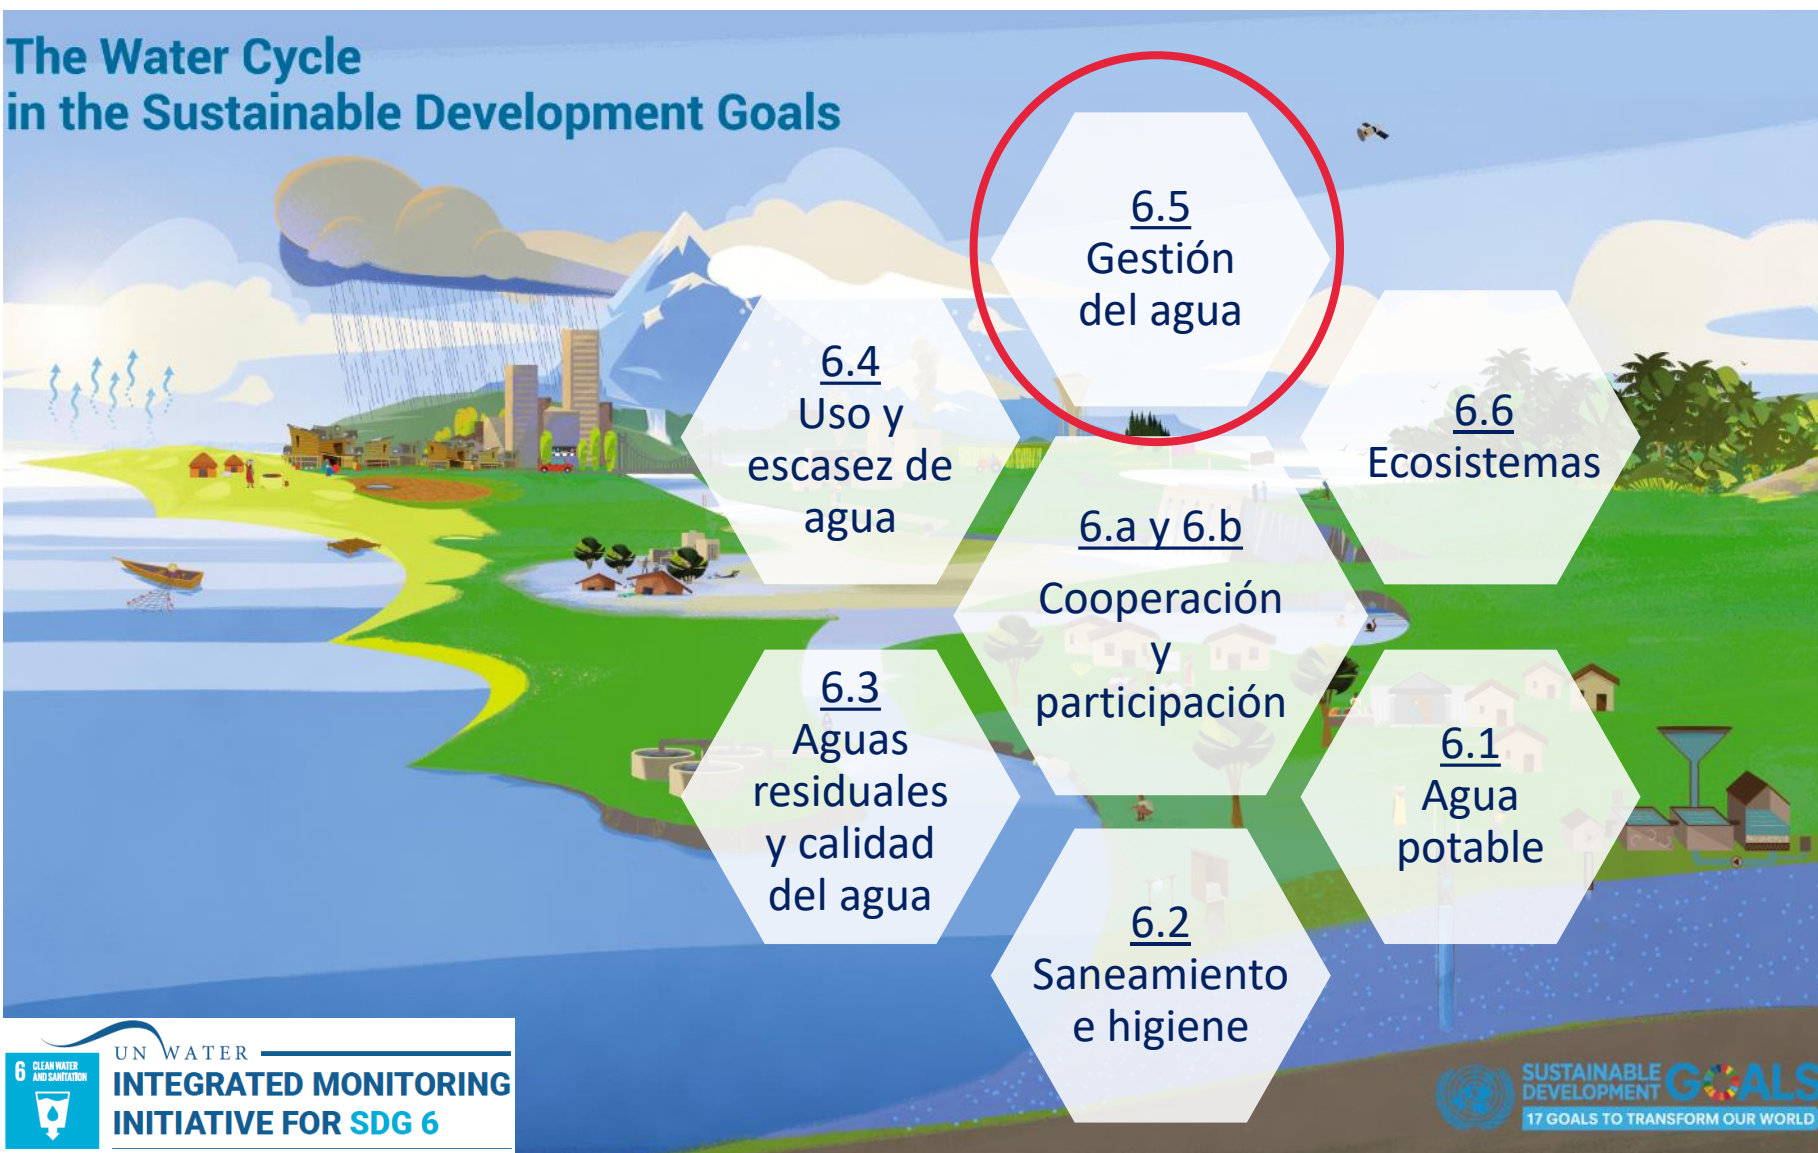 The Water Cycle
in the Sustainable Development Goals
6.5
Gestión
del agua
6.4
Uso y
escasez de
agua
6.6
Ecosistemas
6.a y 6.b
Cooperación
y
participación
6.3
Aguas
residuales
y calidad
del agua
6.1
Agua
potable
6.2
Saneamiento
e higiene
UN WATER
6 CLEAN WATER
AND SANITATION
INTEGRATED MONITORING
INITIATIVE FOR SDG 6
SUSTAINABLE
DEVELOPMENT GOALS
17 GOALS TO TRANSFORM OUR WORLD